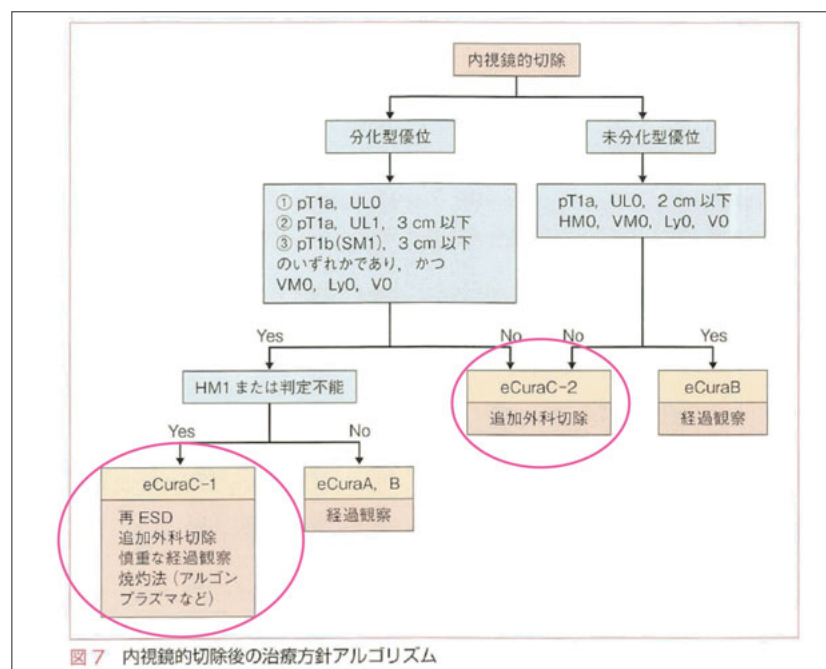 内視鏡的切除
分化型優位
未分化型優位
① pT1a, UL0
② pT1a, UL1, 3 cm 以下
③ pT1b(SM1), 3 cm 以下
のいずれかであり，かつ
VM0, Ly0, V0
pT1a, UL0, 2 cm 以下
HM0, VM0, Ly0, V0
Yes
No
No
Yes
HM1 または判定不能
eCuraC-2
追加外科切除
eCuraB
経過観察
Yes
No
eCuraC-1
再 ESD
追加外科切除
慎重な経過観察
焼灼法（アルゴン
プラズマなど）
eCuraA, B
経過観察
図7 内視鏡的切除後の治療方針アルゴリズム